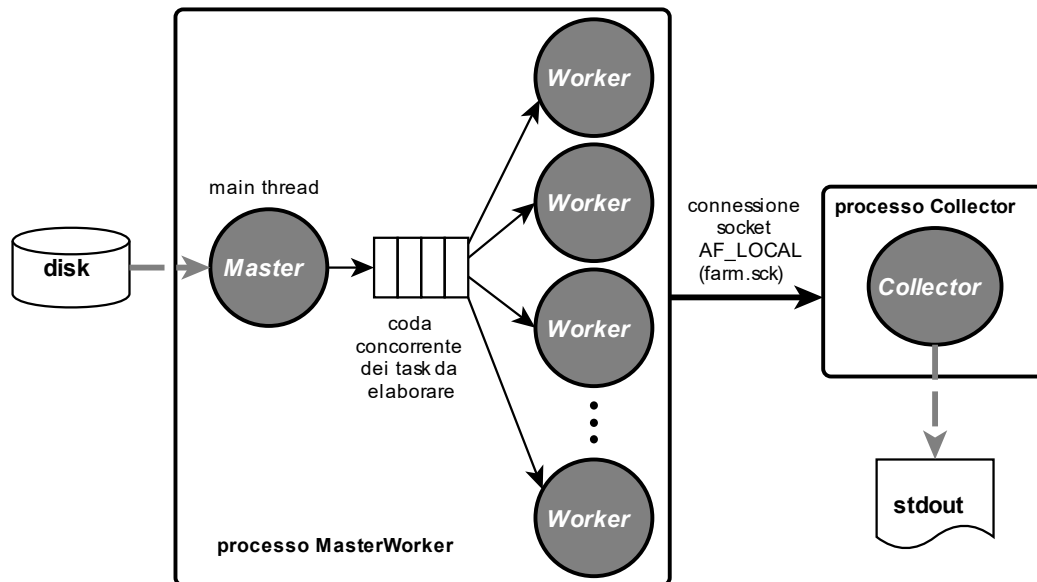 disk
main thread
Master
coda
concorrente
dei task da
elaborare
Worker
Worker
Worker
Worker
processo MasterWorker
connessione
socket
AF_LOCAL
(farm.sck)
processo Collector
Collector
stdout